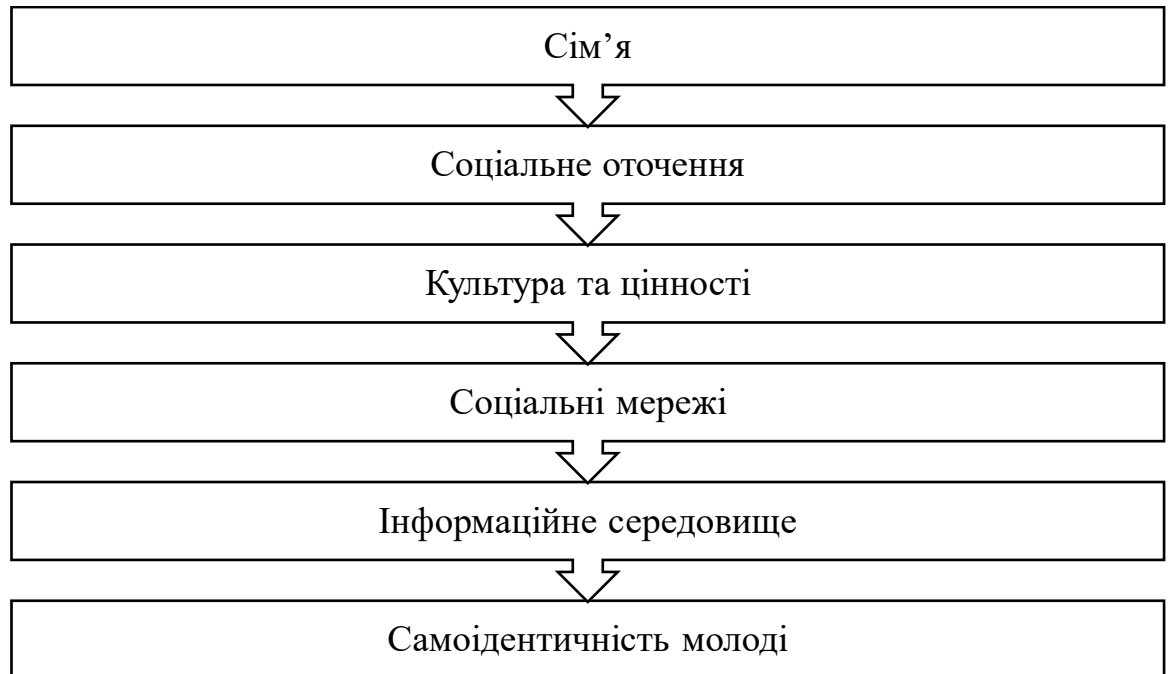 Сім’я
Соціальне оточення
Культура та цінності
Соціальні мережі
Інформаційне середовище
Самоідентичність молоді